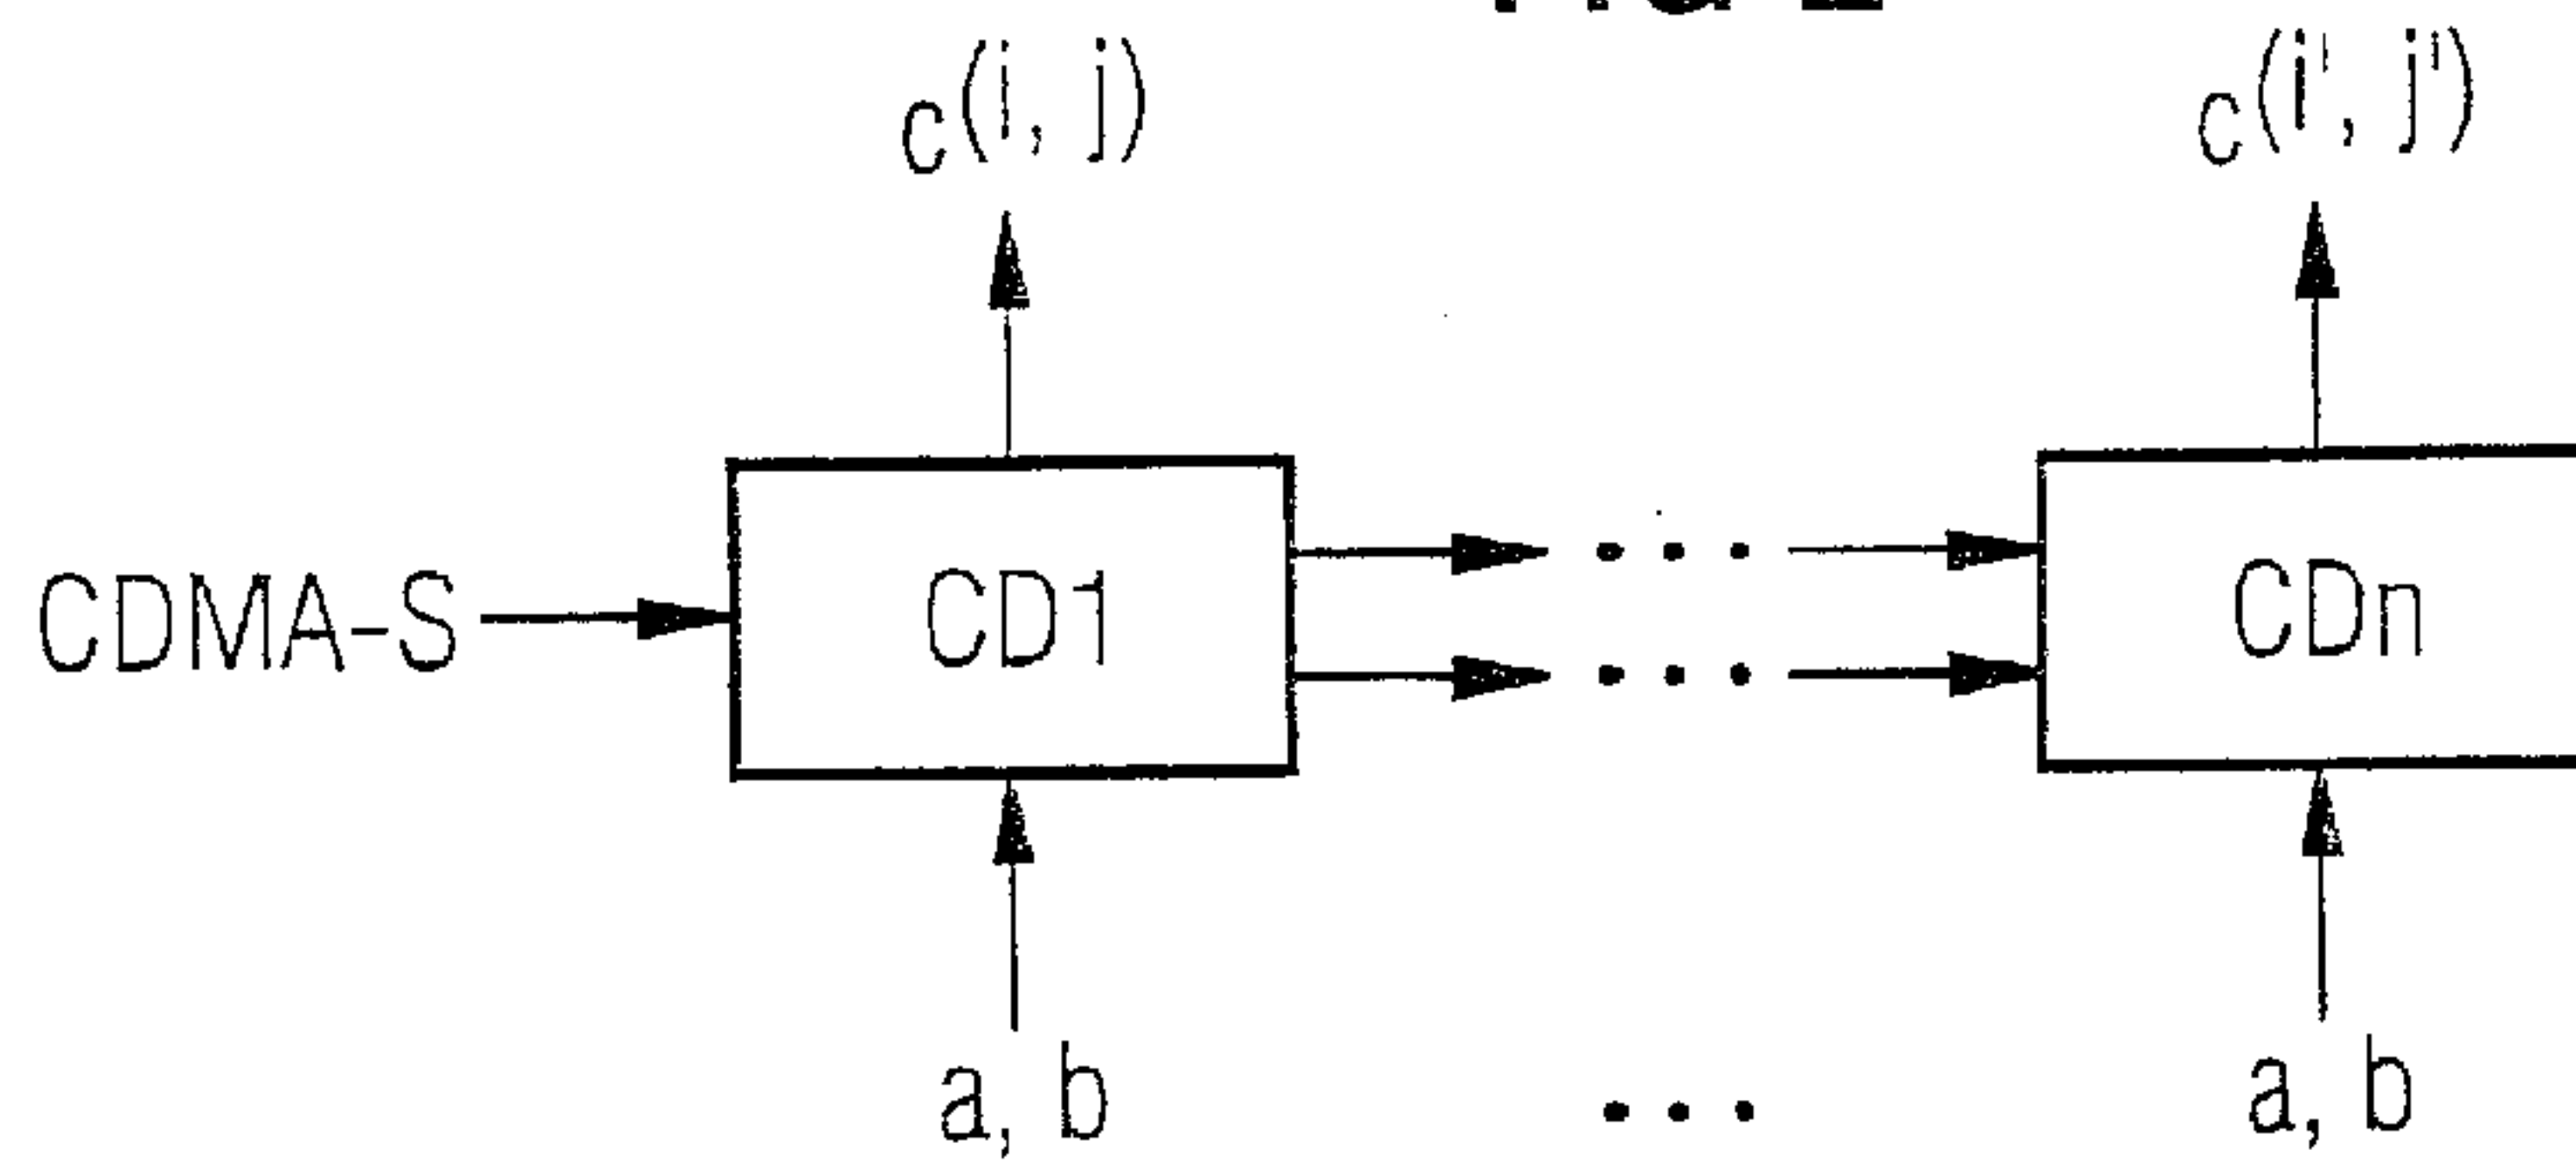 c(i, j) c(i', j')
CDMA-S CD1 CDn
a, b ... a, b